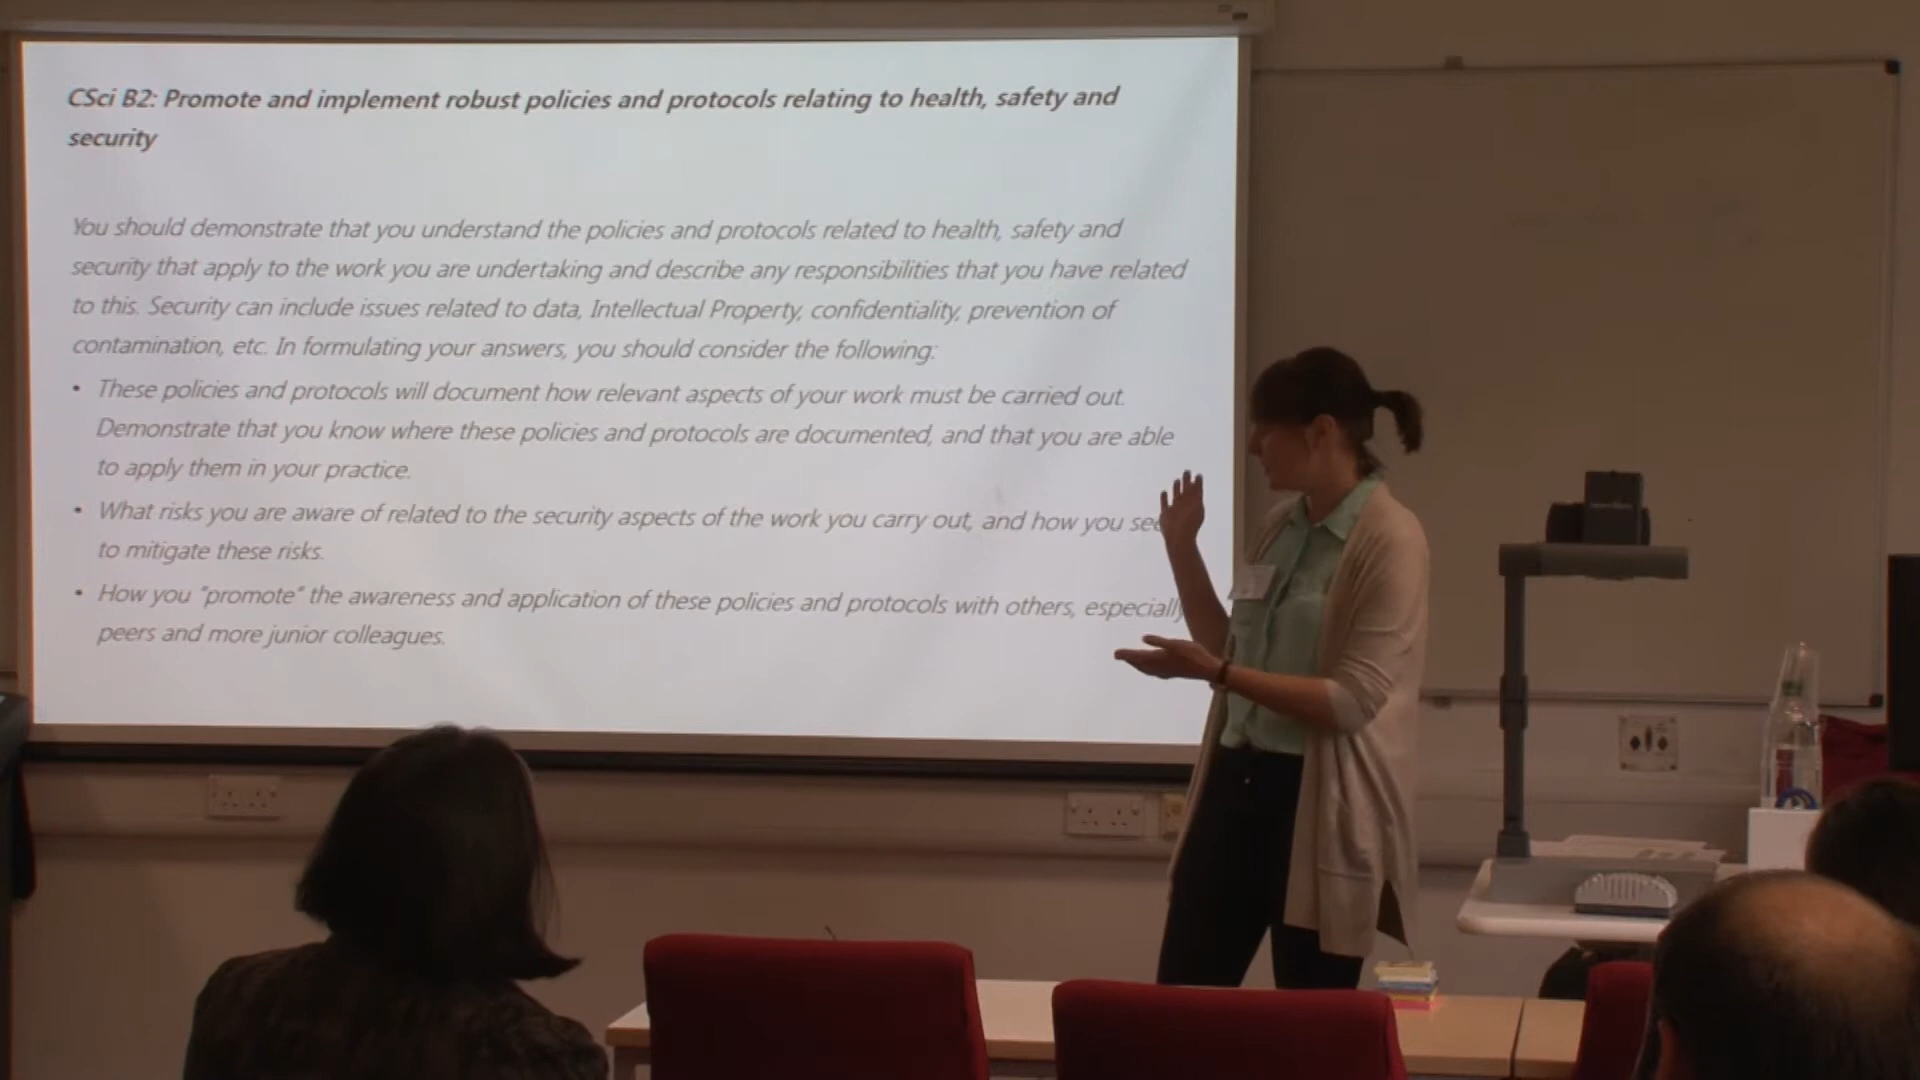 CSci B2: Promote and implement robust policies and protocols relating to health, safety and
security
You should demonstrate that you understand the policies and protocols related to health, safety and
security that apply to the work you are undertaking and describe any responsibilities that you have related
to this. Security can include issues related to data, Intellectual Property, confidentiality, prevention of
contamination, etc. In formulating your answers, you should consider the following:
• These policies and protocols will document how relevant aspects of your work must be carried out.
Demonstrate that you know where these policies and protocols are documented, and that you are able
to apply them in your practice.
• What risks you are aware of related to the security aspects of the work you carry out, and how you
to mitigate these risks.
• How you "promote" the awareness and application of these policies and protocols with others, especially
peers and more junior colleagues.